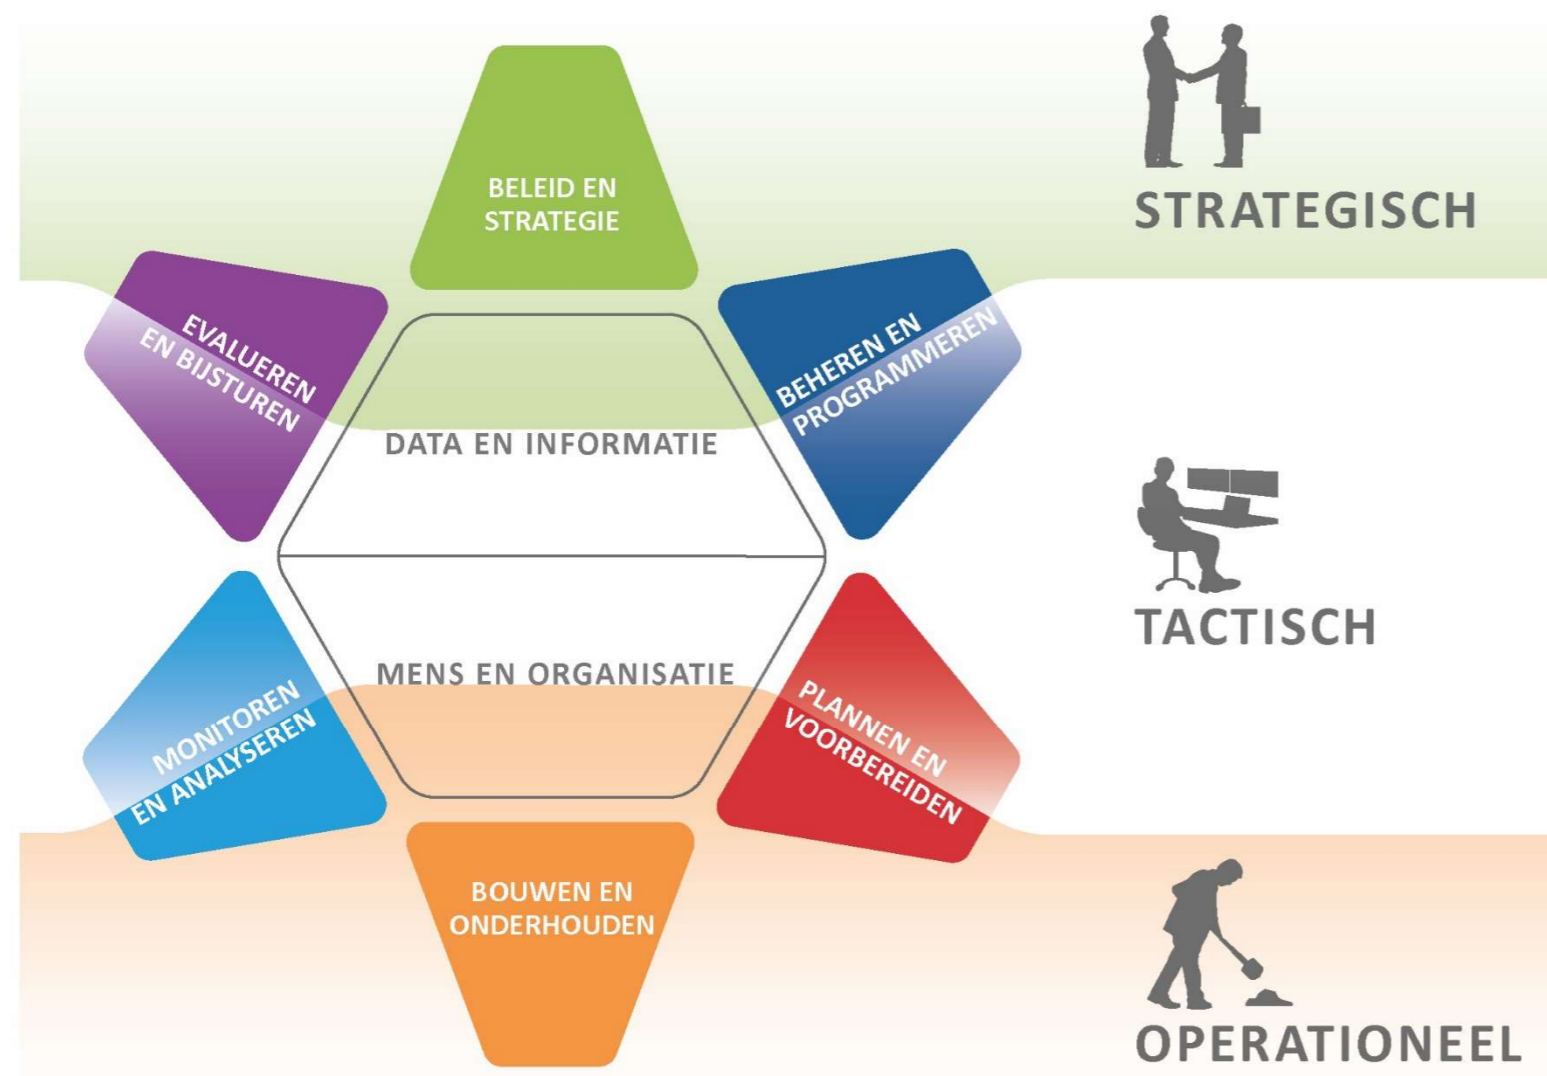 BELEID EN
STRATEGIE
STRATEGISCH
EVALUEREN
EN BIJSTUREN
BEHEREN EN
PROGRAMMEREN
DATA EN INFORMATIE
TACTISCH
MENS EN ORGANISATIE
MONITOREN
EN ANALYSEREN
PLANNEN EN
VOORBEREIDEN
BOUWEN EN
ONDERHOUDEN
OPERATIONEEL